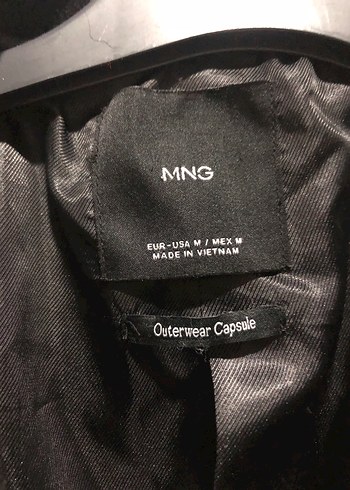 MNG
EUR-USA M / MEX M
MADE IN VIETNAM
Outerwear Capsule